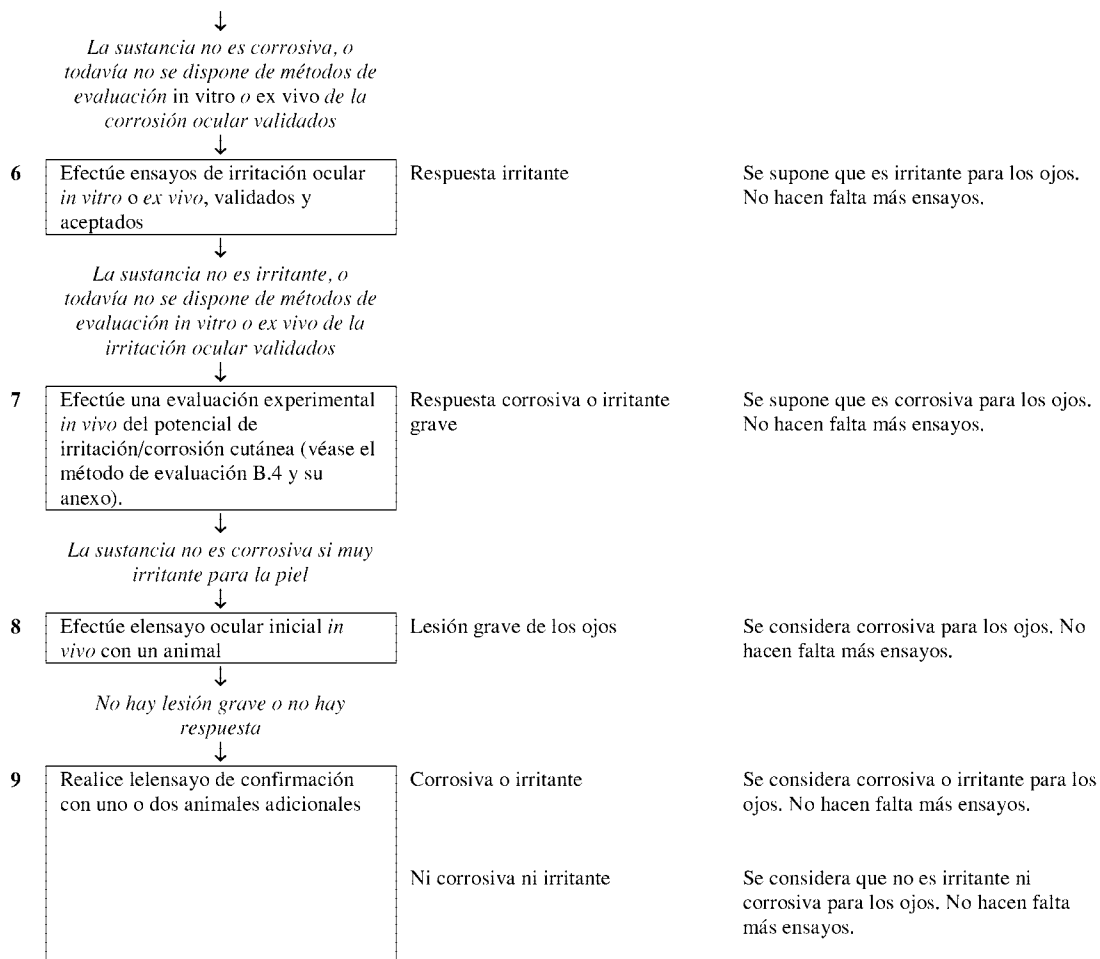 ↓
La sustancia no es corrosiva, o
todavía no se dispone de métodos de
evaluación in vitro o ex vivo de la
corrosión ocular validados
↓
6 Efectúe ensayos de irritación ocular Respuesta irritante Se supone que es irritante para los ojos.
in vitro o ex vivo, validados y No hacen falta más ensayos.
aceptados
↓
La sustancia no es irritante, o
todavía no se dispone de métodos de
evaluación in vitro o ex vivo de la
irritación ocular validados
↓
7 Efectúe una evaluación experimental Respuesta corrosiva o irritante Se supone que es corrosiva para los ojos.
in vivo del potencial de grave No hacen falta más ensayos.
irritación/corrosión cutánea (véase el
método de evaluación B.4 y su
anexo).
↓
La sustancia no es corrosiva si muy
irritante para la piel
↓
8 Efectúe elensayo ocular inicial in Lesión grave de los ojos Se considera corrosiva para los ojos. No
vivo con un animal hacen falta más ensayos.
↓
No hay lesión grave o no hay
respuesta
↓
9 Realice lelensayo de confirmación Corrosiva o irritante Se considera corrosiva o irritante para los
con uno o dos animales adicionales ojos. No hacen falta más ensayos.
Ni corrosiva ni irritante Se considera que no es irritante ni
corrosiva para los ojos. No hacen falta
más ensayos.